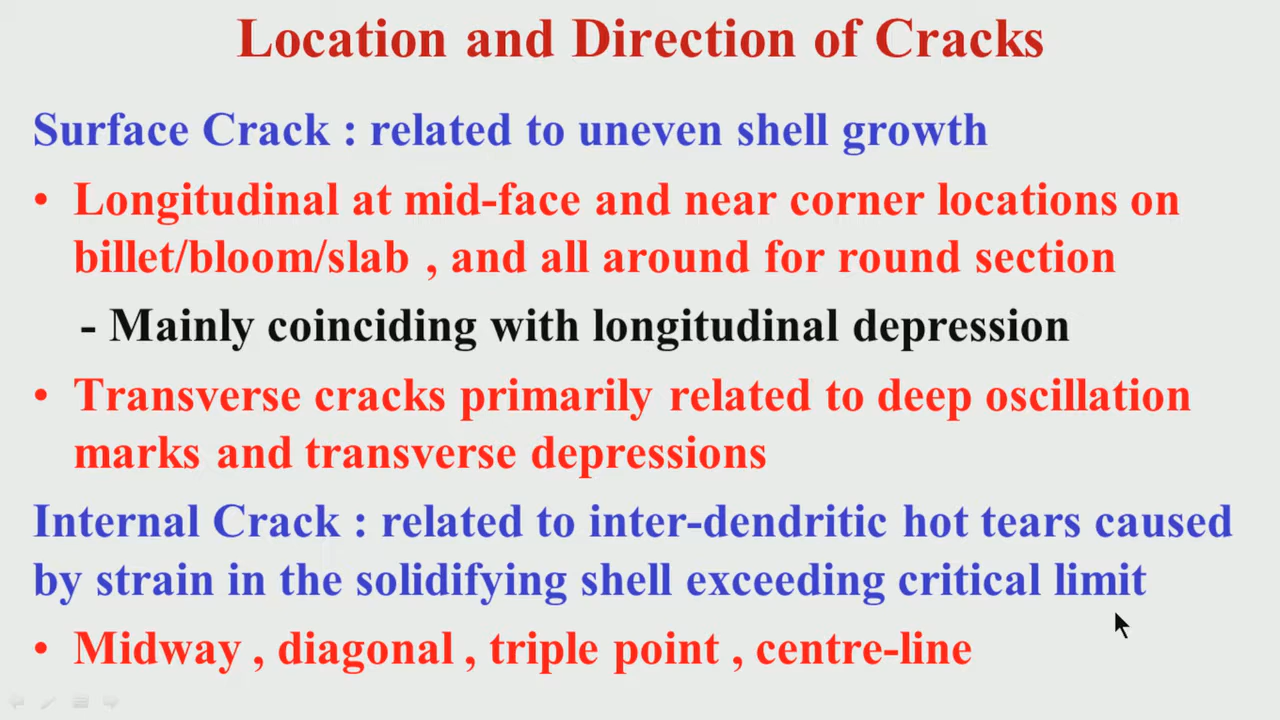 Location and Direction of Cracks
Surface Crack : related to uneven shell growth
• Longitudinal at mid-face and near corner locations on
billet/bloom/slab , and all around for round section
- Mainly coinciding with longitudinal depression
• Transverse cracks primarily related to deep oscillation
marks and transverse depressions
Internal Crack : related to inter-dendritic hot tears caused
by strain in the solidifying shell exceeding critical limit
• Midway , diagonal , triple point , centre-line